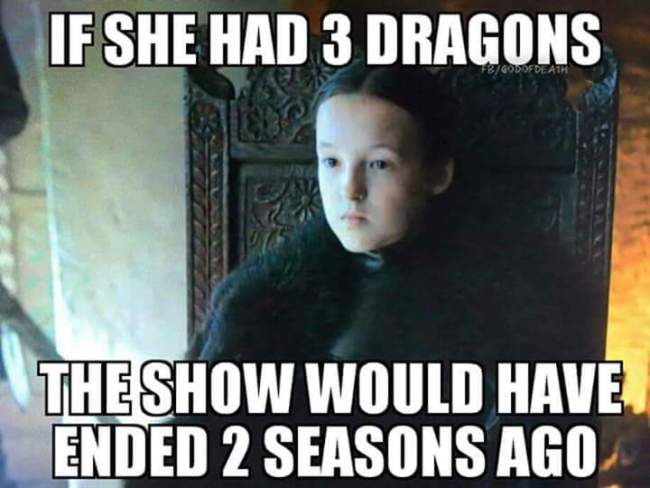 IF SHE HAD 3 DRAGONS
FB/GODOFDEATH
THE SHOW WOULD HAVE
ENDED 2 SEASONS AGO